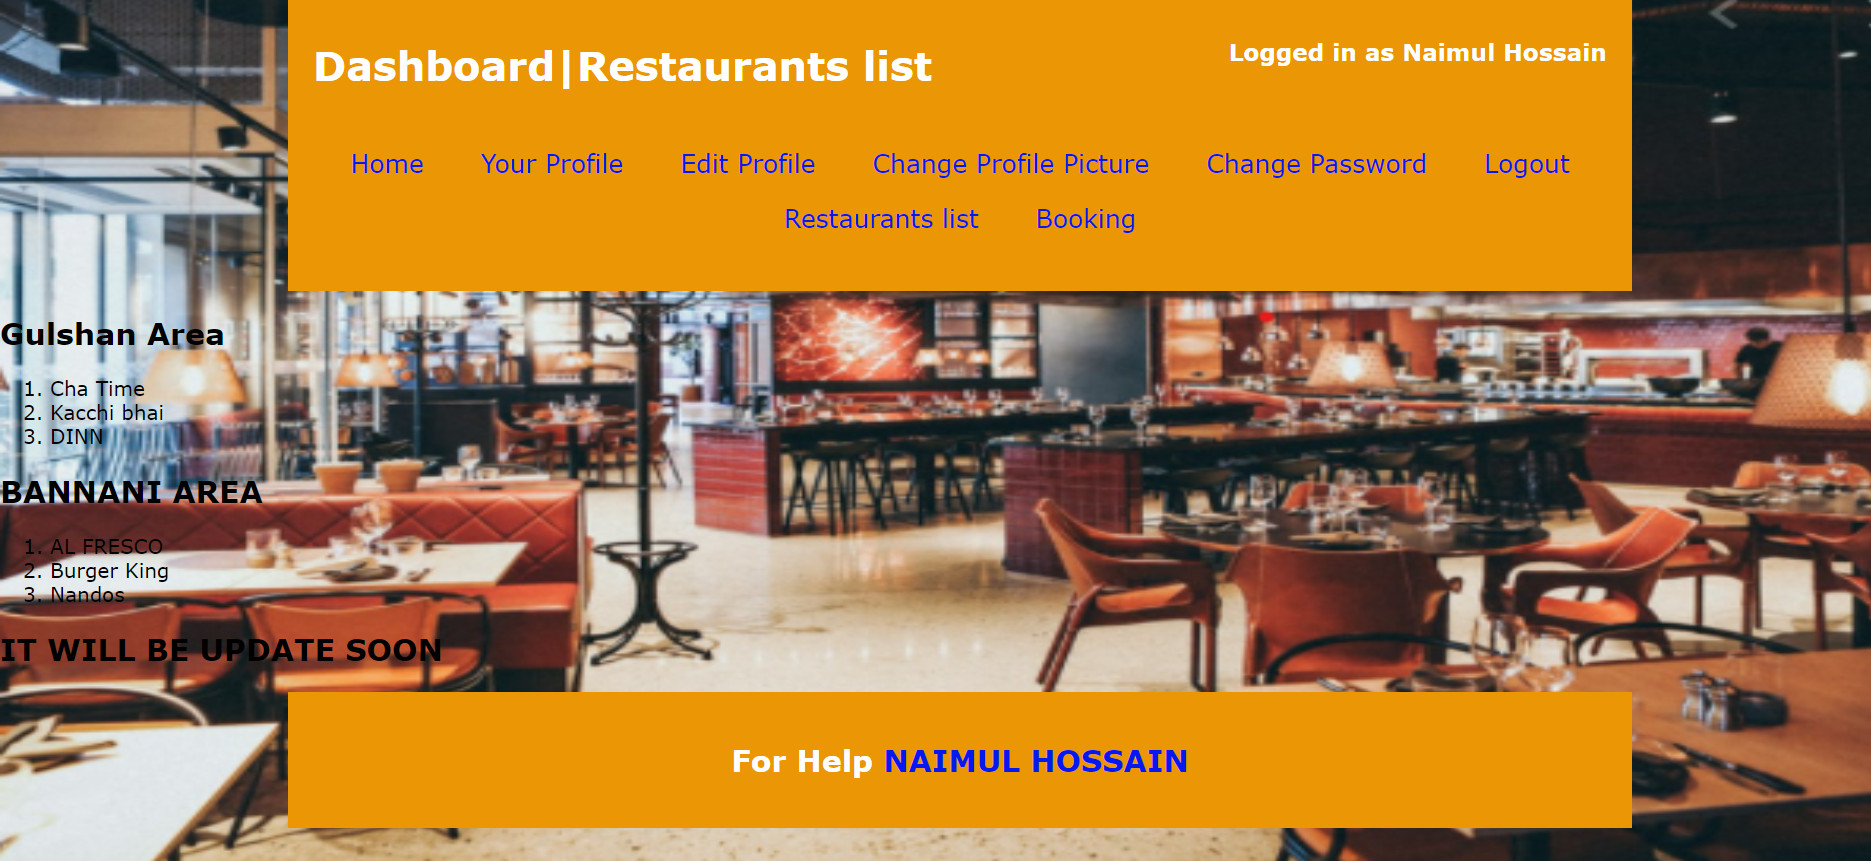 Dashboard|Restaurants list
Logged in as Naimul Hossain
Home Your Profile Edit Profile Change Profile Picture Change Password Logout
Restaurants list Booking
Gulshan Area
1. Cha Time
2. Kacchi bhai
3. DINN
BANNANI AREA
1. AL FRESCO
2. Burger King
3. Nandos
IT WILL BE UPDATE SOON
For Help NAIMUL HOSSAIN